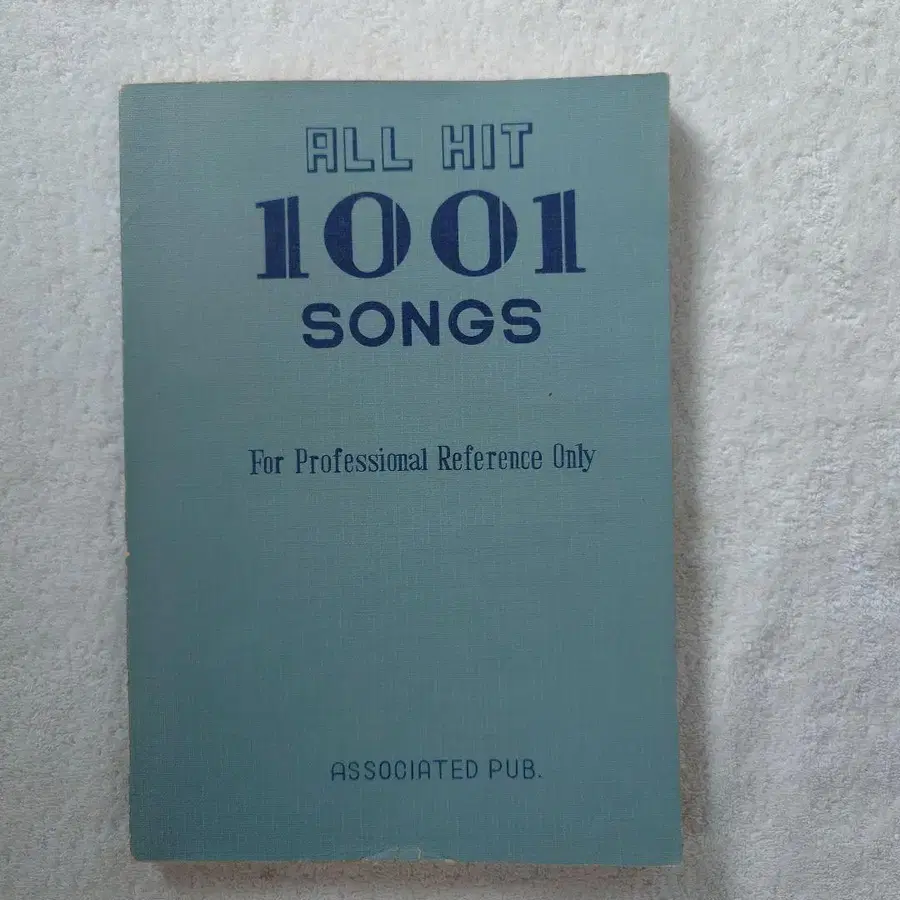 ALL HIT
1001
SONGS
For Professional Reference Only
ASSOCIATED PUB.